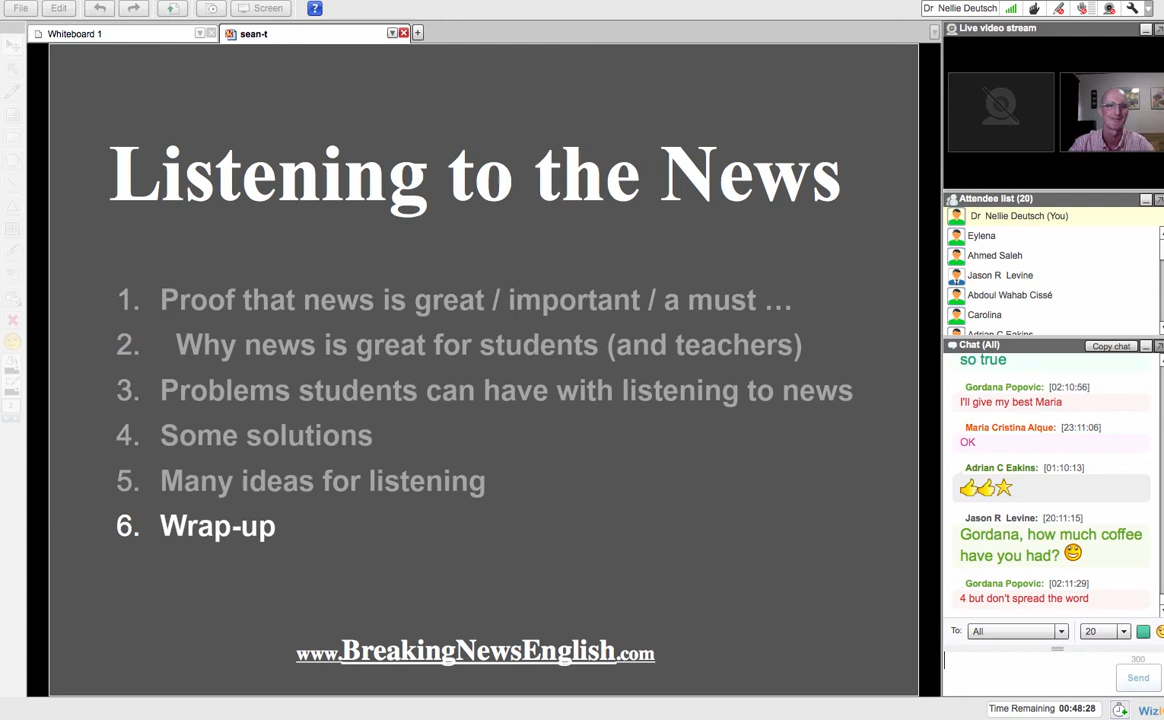 File Edit Screen ? Dr Nellie Deutsch
Whiteboard 1 sean-t +
Listening to the News
1. Proof that news is great / important / a must …
2. Why news is great for students (and teachers)
3. Problems students can have with listening to news
4. Some solutions
5. Many ideas for listening
6. Wrap-up
www.BreakingNewsEnglish.com
Live video stream
Attendee list (20)
Dr Nellie Deutsch (You)
Eylena
Ahmed Saleh
Jason R Levine
Abdoul Wahab Cissé
Carolina
Adrian C Eakins
Chat (All) Copy chat
so true
Gordana Popovic: [02:10:56]
I'll give my best Maria
Maria Cristina Alque: [23:11:06]
OK
Adrian C Eakins: [01:10:13]
Jason R Levine: [20:11:15]
Gordana, how much coffee
have you had?
Gordana Popovic: [02:11:29]
4 but don't spread the word
To: All 20
300
Send
Time Remaining 00:48:28